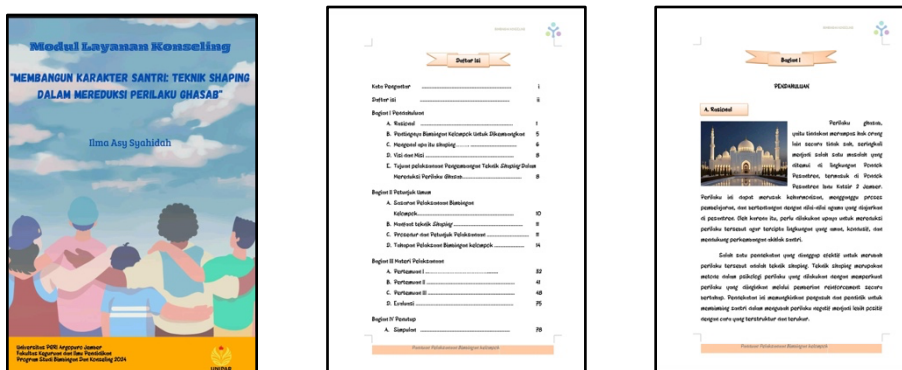 Modul Layanan Konseling
"MEMBANGUN KARAKTER SANTRI: TEKNIK SHAPING
DALAM MEREDUKSI PERILAKU GHASAB"
Ilma Asy Syahidah
Universitas PGRI Argopuro Jember
Fakultas Keguruan dan Ilmu Pendidikan
Program Studi Bimbingan Dan Konseling 2024
UNIPAR
Daftar isi
Kata Pengantar i
Daftar isi ii
Bagian I Pendahuluan
A. Rasional 1
B. Pentingnya Bimbingan Kelompok Untuk Dikembangkan 5
C. Mengenal apa itu shaping 6
D. Visi dan Misi 8
E. Tujuan pelaksanaan Pengembangan Teknik Shaping Dalam
Mereduksi Perilaku Ghasab 8
Bagian II Petunjuk Umum
A. Sasaran Pelaksanaan Bimbingan
Kelompok 10
B. Manfaat teknik Shaping 11
C. Prosedur dan Petunjuk Pelaksanaan 11
D. Tahapan Pelaksanaan Bimbingan kelompok 14
Bagian III Materi Pelaksanaan
A. Pertemuan I 32
B. Pertemuan II 41
C. Pertemuan III 48
D. Evaluasi 75
Bagian IV Penutup
A. Simpulan 78
Panduan Pelaksanaan Bimbingan kelompok
Bagian I
PENDAHULUAN
A. Rasional
Perilaku ghasab,
yaitu tindakan merampas hak orang
lain secara tidak sah, seringkali
menjadi salah satu masalah yang
ditemui di lingkungan Pondok
Pesantren, termasuk di Pondok
Pesantren Ibnu Katsir 2 Jember.
Perilaku ini dapat merusak keharmonisan, mengganggu proses
pembelajaran, dan bertentangan dengan nilai-nilai agama yang diajarkan
di pesantren. Oleh karena itu, perlu dilakukan upaya untuk mereduksi
perilaku tersebut agar tercipta lingkungan yang aman, kondusif, dan
mendukung perkembangan akhlak santri.
Salah satu pendekatan yang dianggap efektif untuk merubah
perilaku tersebut adalah teknik shaping. Teknik shaping merupakan
metode dalam psikologi perilaku yang dilakukan dengan memperkuat
perilaku yang diinginkan melalui pemberian reinforcement secara
bertahap. Pendekatan ini memungkinkan pengasuh dan pendidik untuk
membimbing santri dalam mengubah perilaku negatif menjadi lebih positif
dengan cara yang terstruktur dan terukur.
Panduan Pelaksanaan Bimbingan kelompok